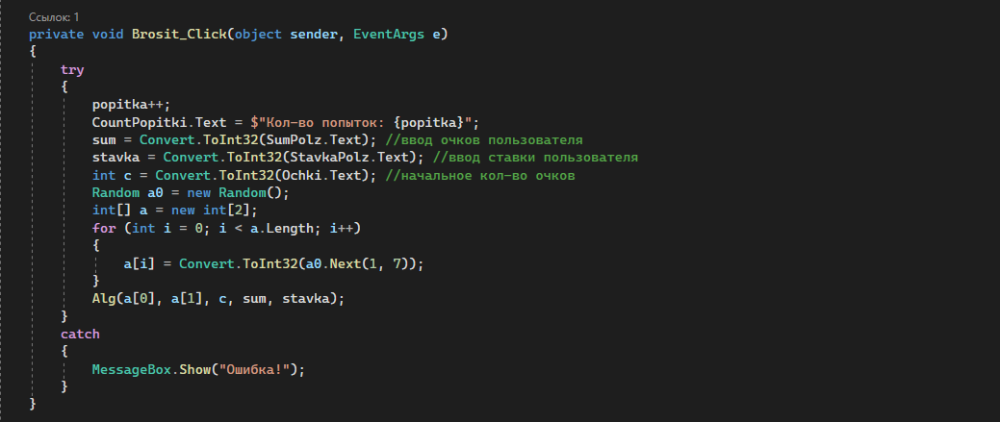 Ссылок: 1
private void Brosit_Click(object sender, EventArgs e)
{
try
{
popitka++;
CountPopitki.Text = $"Кол-во попыток: {popitka}";
sum = Convert.ToInt32(SumPolz.Text); //ввод очков пользователя
stavka = Convert.ToInt32(StavkaPolz.Text); //ввод ставки пользователя
int c = Convert.ToInt32(Ochki.Text); //начальное кол-во очков
Random a0 = new Random();
int[] a = new int[2];
for (int i = 0; i < a.Length; i++)
{
a[i] = Convert.ToInt32(a0.Next(1, 7));
}
Alg(a[0], a[1], c, sum, stavka);
}
catch
{
MessageBox.Show("Ошибка!");
}
}